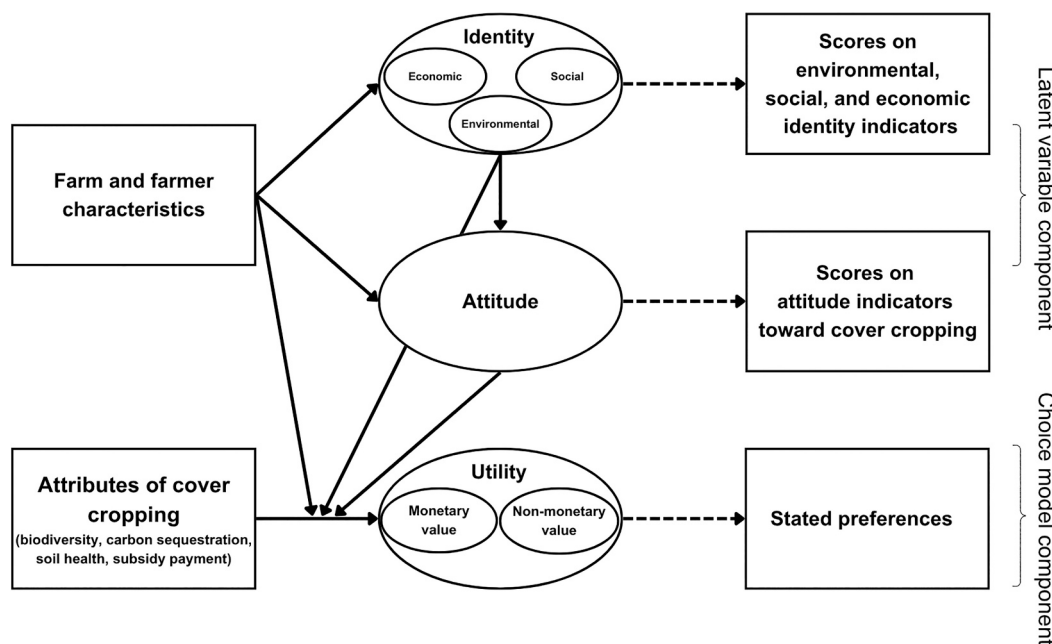 Identity
Economic
Social
Environmental
Scores on
environmental,
social, and economic
identity indicators
Farm and farmer
characteristics
Attitude
Scores on
attitude indicators
toward cover cropping
Latent variable component
Attributes of cover
cropping
(biodiversity, carbon sequestration,
soil health, subsidy payment)
Utility
Monetary
value
Non-monetary
value
Stated preferences
Choice model component